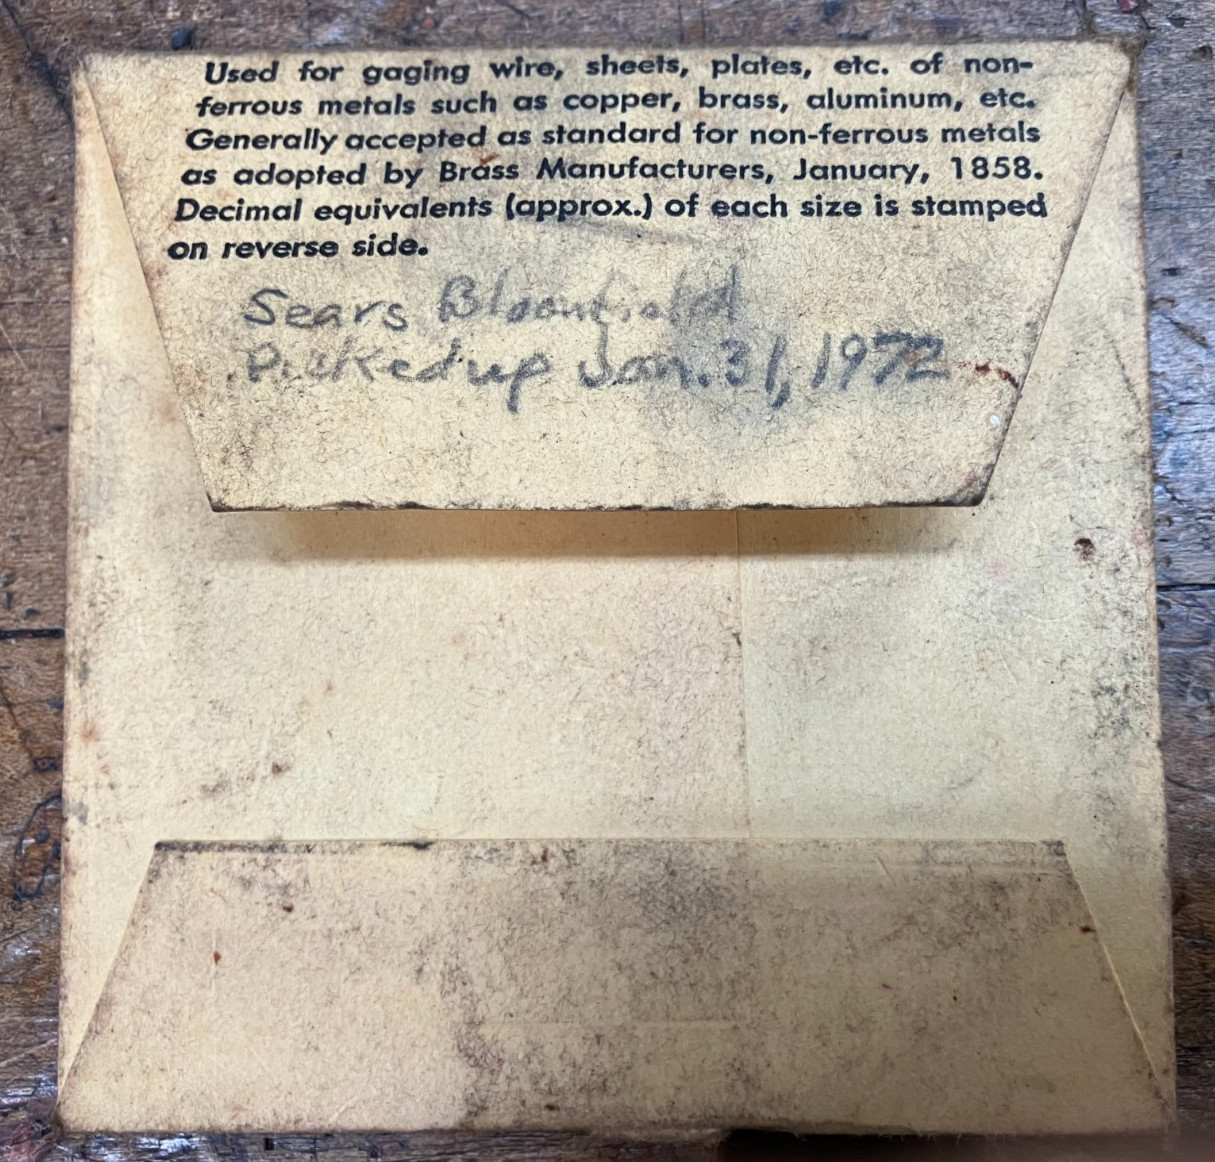 Used for gaging wire, sheets, plates, etc. of non-
ferrous metals such as copper, brass, aluminum, etc.
Generally accepted as standard for non-ferrous metals
as adopted by Brass Manufacturers, January, 1858.
Decimal equivalents (approx.) of each size is stamped
on reverse side.
Sears Bloomfield
Picked up Jan. 31, 1972